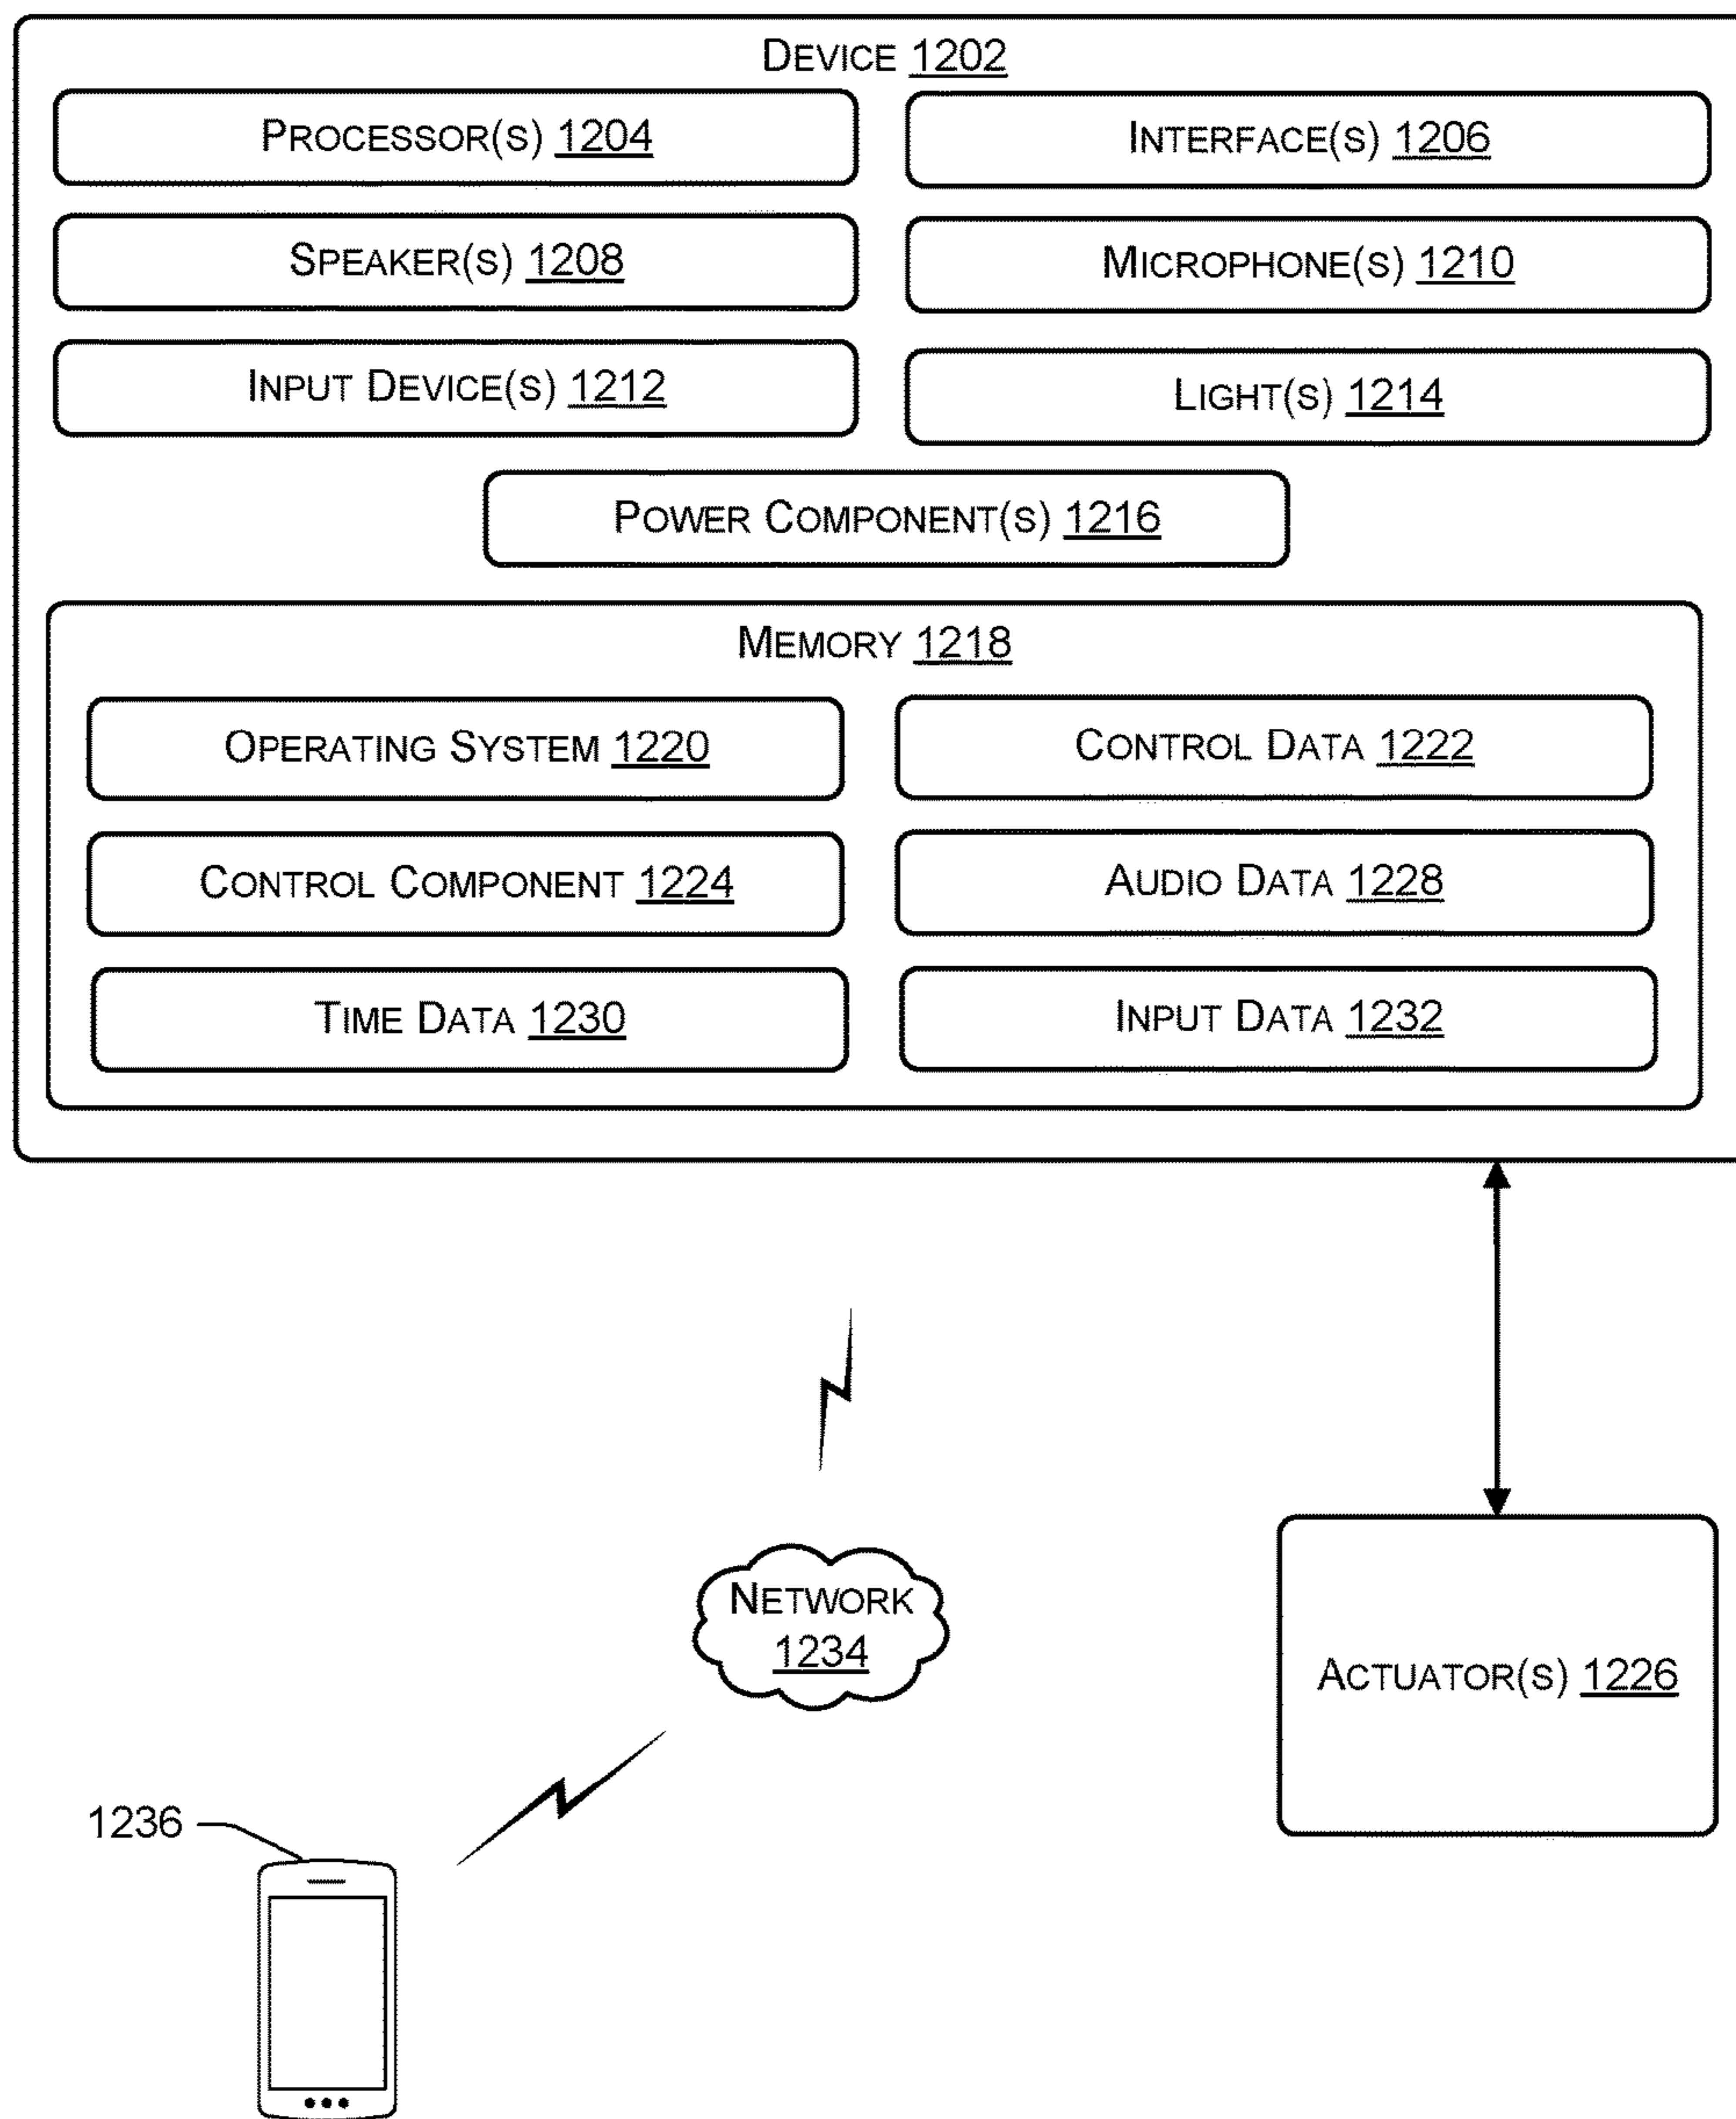 DEVICE 1202
PROCESSOR(S) 1204
INTERFACE(S) 1206
SPEAKER(S) 1208
MICROPHONE(S) 1210
INPUT DEVICE(S) 1212
LIGHT(S) 1214
POWER COMPONENT(S) 1216
MEMORY 1218
OPERATING SYSTEM 1220
CONTROL DATA 1222
CONTROL COMPONENT 1224
AUDIO DATA 1228
TIME DATA 1230
INPUT DATA 1232
NETWORK
1234
ACTUATOR(S) 1226
1236